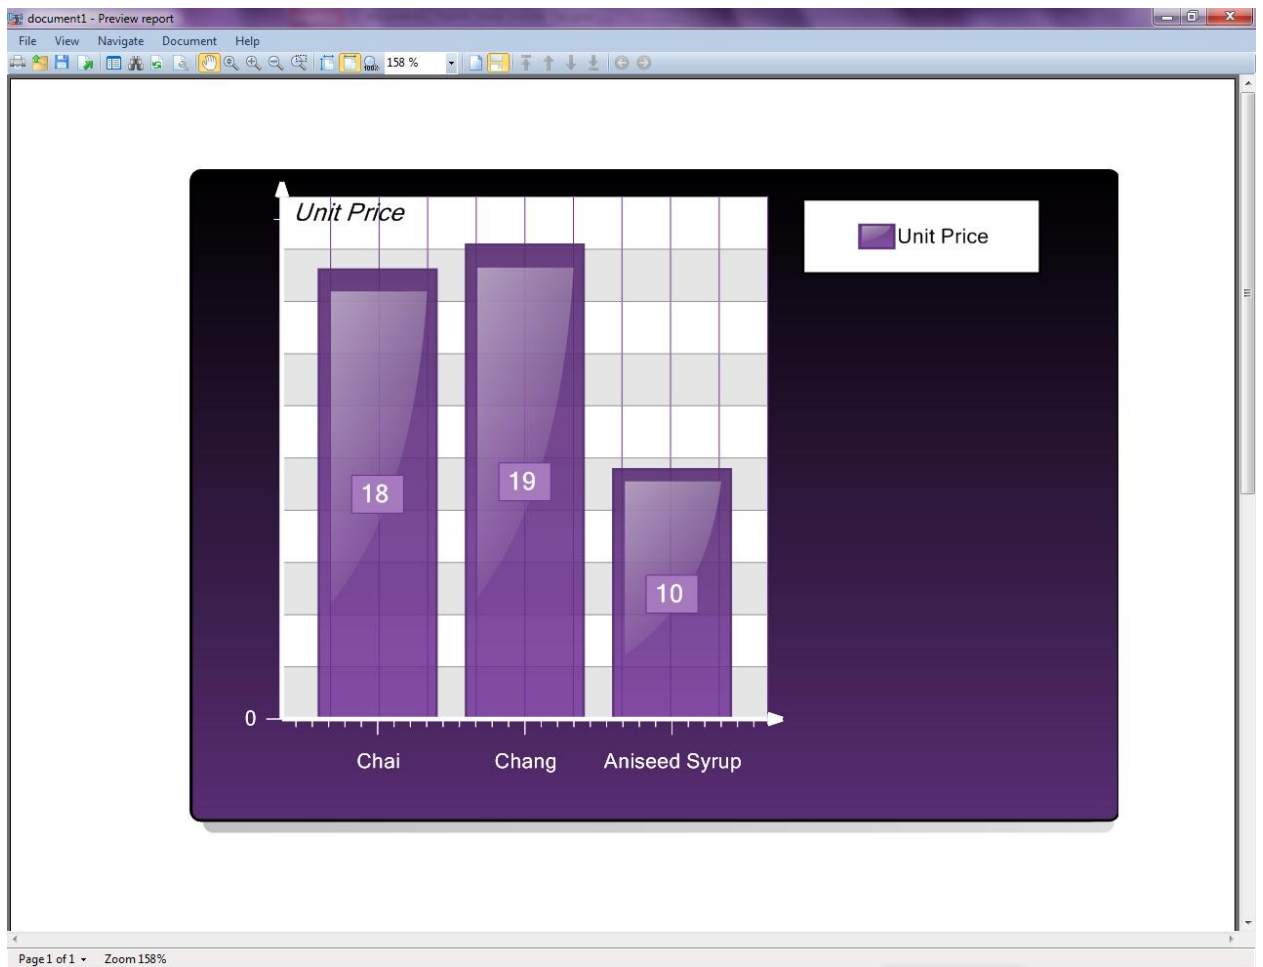 document1 - Preview report
File View Navigate Document Help
100% 158 %
Unit Price
Unit Price
18
19
10
0
Chai Chang Aniseed Syrup
Page 1 of 1 Zoom 158%